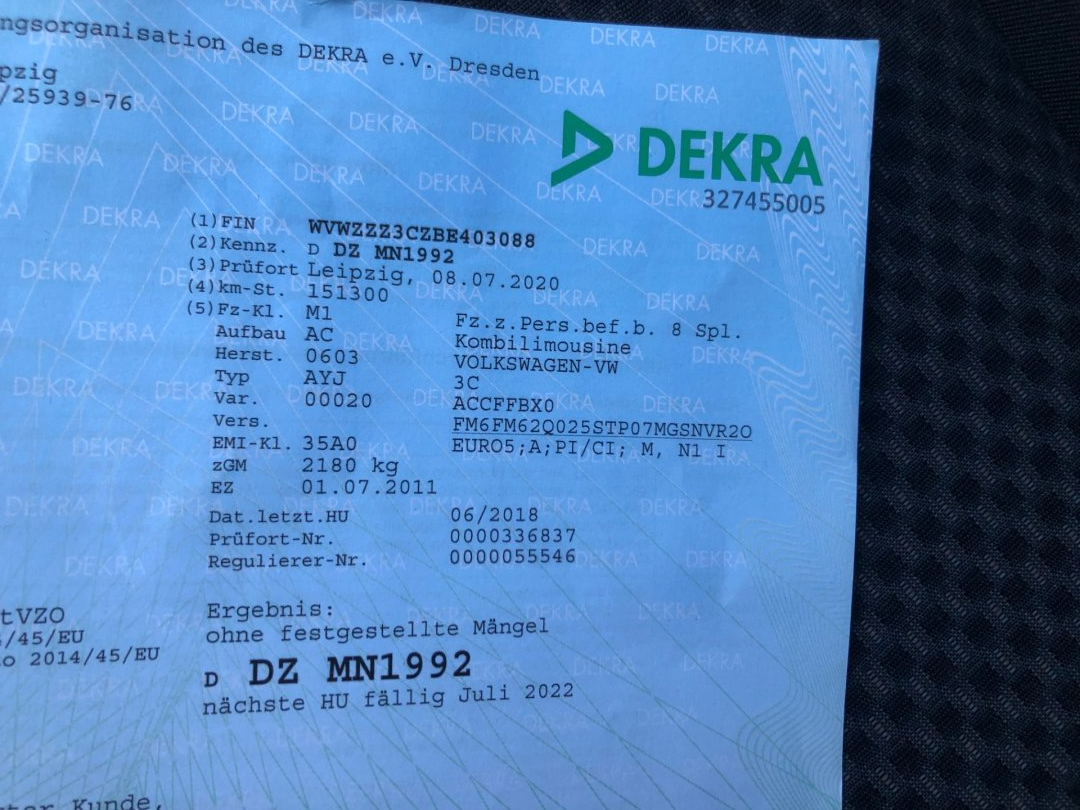 ngsorganisation des DEKRA e.V. Dresden
pzig
/25939-76
DEKRA
327455005
(1) FIN WVWZZZ3CZBE403088
(2) Kennz. D DZ MN1992
(3) Prüfort Leipzig, 08.07.2020
(4) km-St. 151300
(5) Fz-Kl. M1 Fz.z.Pers.bef.b. 8 Spl.
Aufbau AC Kombilimousine
Herst. 0603 VOLKSWAGEN-VW
Typ AYJ 3C
Var. 00020 ACCFFBX0
Vers. FM6FM62Q025STP07MGSNVR2O
EMI-Kl. 35A0 EURO5;A;PI/CI; M, N1 I
zGM 2180 kg
EZ 01.07.2011
Dat.letzt.HU 06/2018
Prüfort-Nr. 0000336837
Regulierer-Nr. 0000055546
tVZO
/45/EU
o 2014/45/EU
Ergebnis:
ohne festgestellte Mängel
D DZ MN1992
nächste HU fällig Juli 2022
ter Kunde,